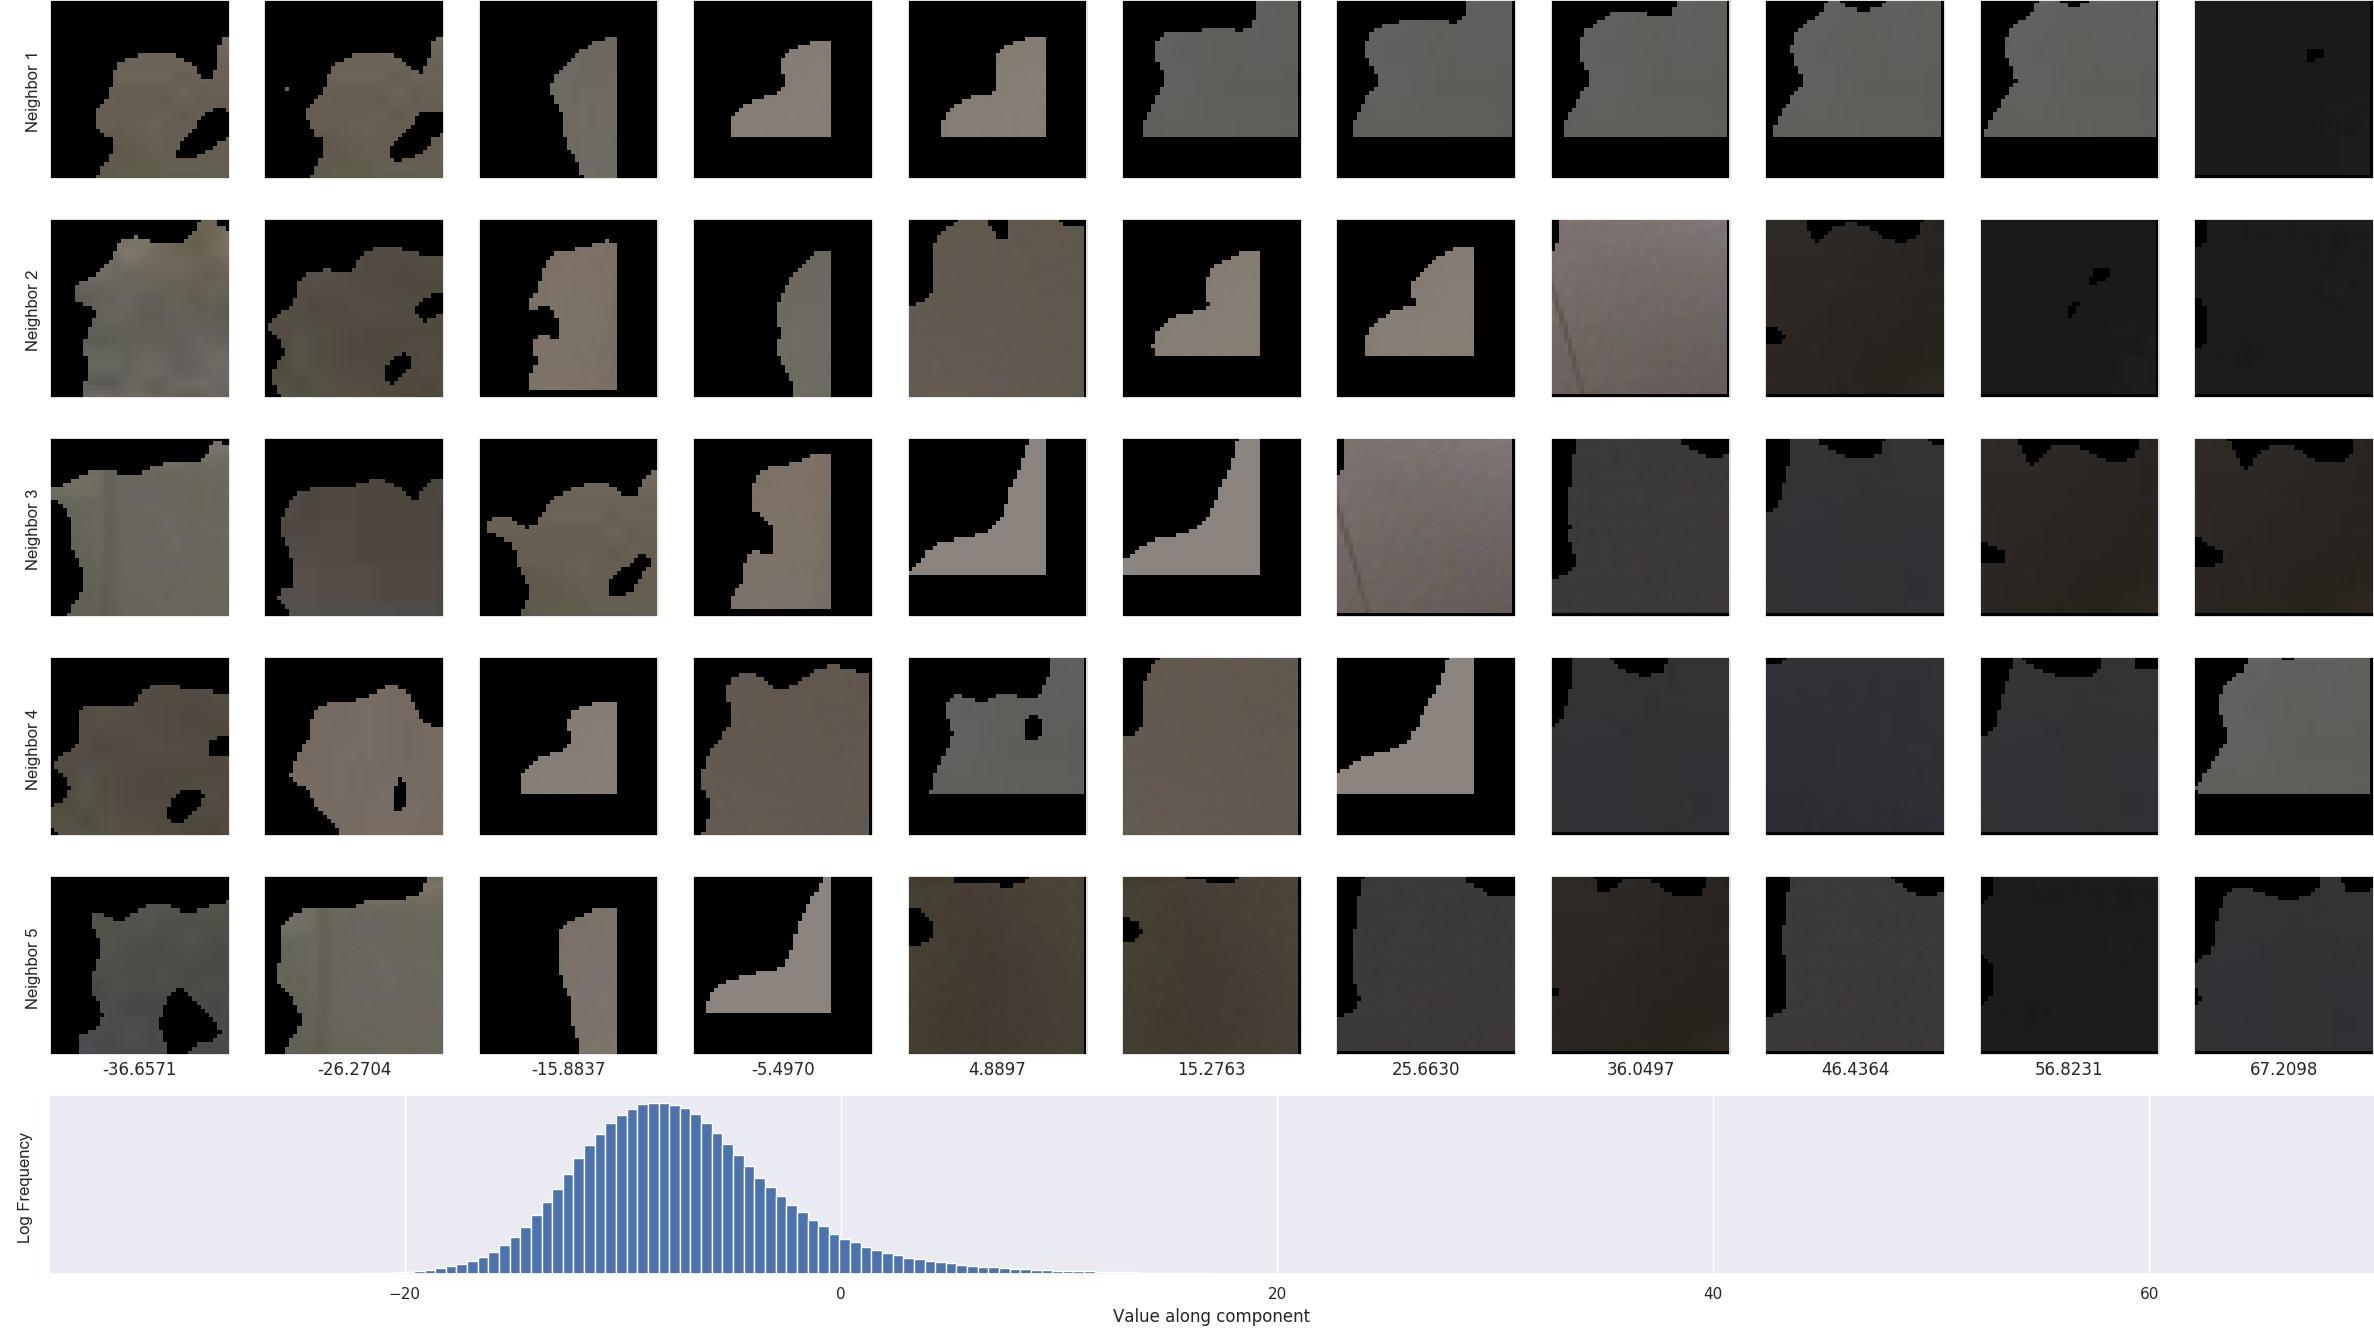 Neighbor 1
Neighbor 2
Neighbor 3
Neighbor 4
Neighbor 5
-36.6571 -26.2704 -15.8837 -5.4970 4.8897 15.2763 25.6630 36.0497 46.4364 56.8231 67.2098
Log Frequency
−20 0 20 40 60
Value along component